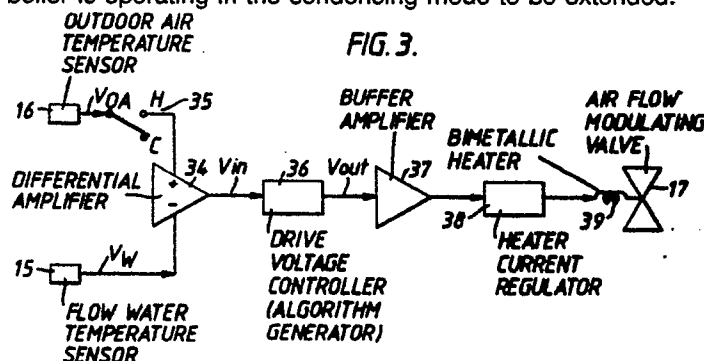 boiler is operating in the condensing mode to be extended.
OUTDOOR AIR
TEMPERATURE
SENSOR
FIG. 3.
16
VOA
H
35
C
BUFFER
AMPLIFIER
AIR FLOW
MODULATING
VALVE
BIMETALLIC
HEATER
DIFFERENTIAL
AMPLIFIER
+
-
34
Vin
36
Vout
37
38
39
17
DRIVE
VOLTAGE
CONTROLLER
(ALGORITHM
GENERATOR)
HEATER
CURRENT
REGULATOR
15
VW
FLOW WATER
TEMPERATURE
SENSOR